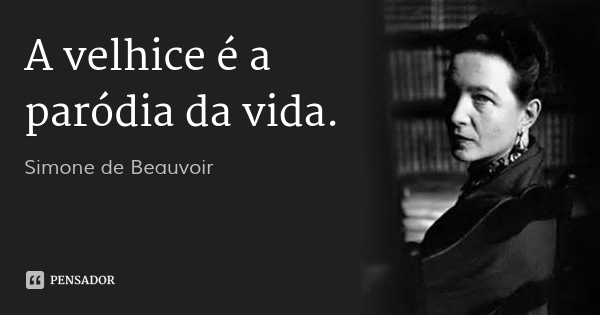 A velhice é a
paródia da vida.
Simone de Beauvoir
PENSADOR